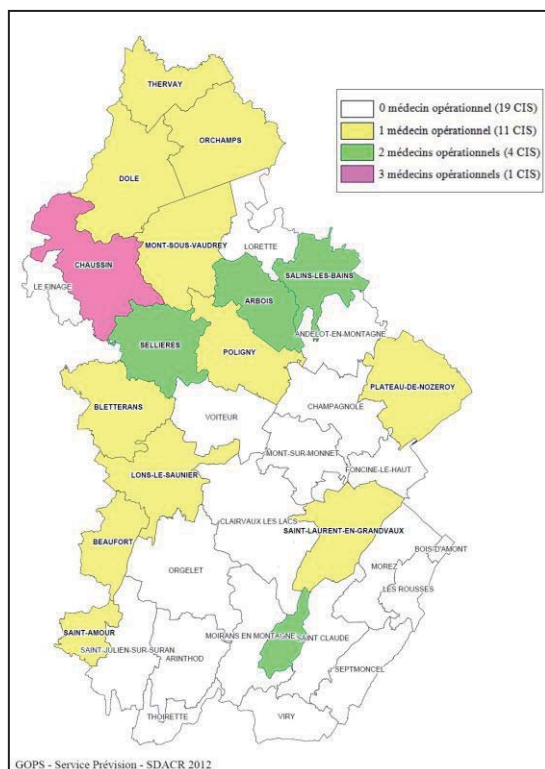 THERVAY
ORCHAMPS
0 médecin opérationnel (19 CIS)
1 médecin opérationnel (11 CIS)
2 médecins opérationnels (4 CIS)
3 médecins opérationnels (1 CIS)
DOLE
MONT-SOUS-VAUDREY
LORETTE
CHAUSSIN
SALINS-LES-BAINS
LE FINAGE
ARBOIS
ANDELOT-EN-MONTAGNE
SELLIERES
POLIGNY
PLATEAU-DE-NOZEROY
BLETTERANS
VOITEUR
CHAMPAGNOLE
MONT-SUR-MONNET
FONCINE-LE-HAUT
LONS-LE-SAUNIER
CLAIRVAUX LES LACS
SAINT-LAURENT-EN-GRANDVAUX
BEAUFORT
BOIS-D'AMONT
ORGELET
MOREZ
LES ROUSSES
SAINT-AMOUR
MOIRANS EN MONTAGNE
SAINT CLAUDE
SAINT-JULIEN-SUR-SURAN
ARINTHOD
SEPTMONCEL
THOIRETTE
VIRY
GOPS - Service Prévision - SDACR 2012